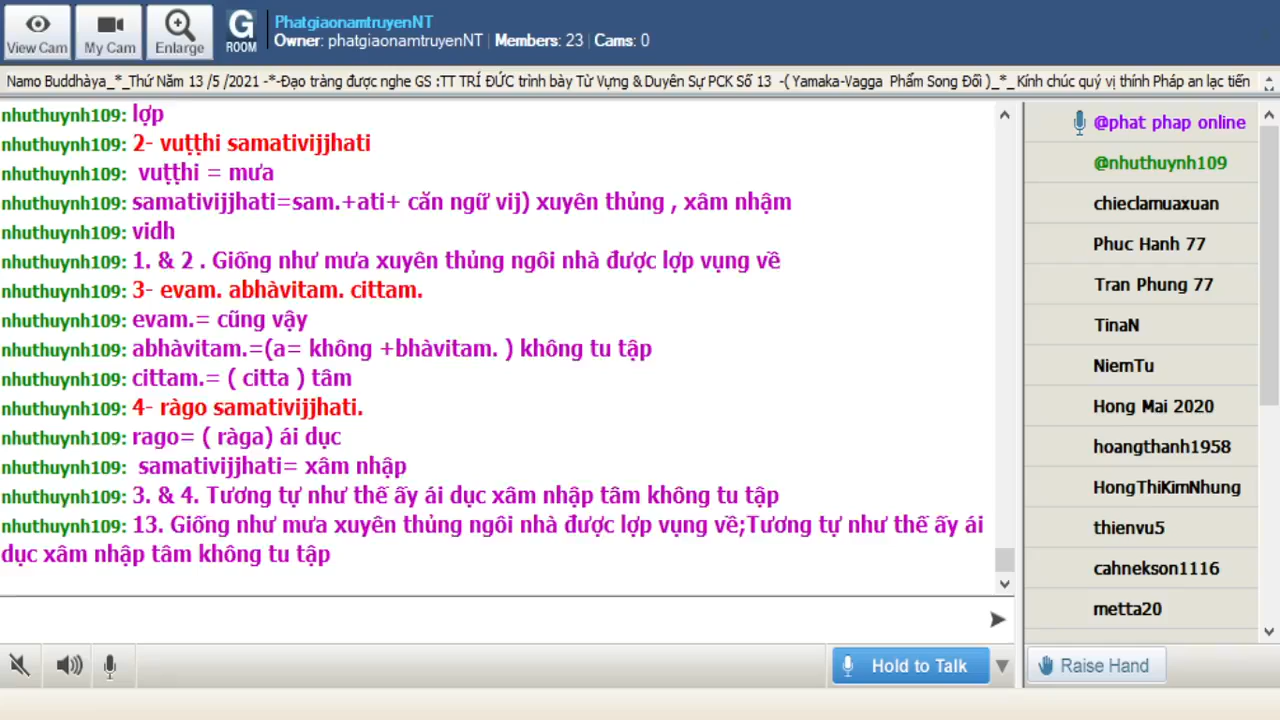 View Cam
My Cam
Enlarge
G
ROOM
PhatgiaonamtruyenNT
Owner: phatgiaonamtruyenNT | Members: 23 | Cams: 0
Namo Buddhàya_*_Thứ Năm 13 /5 /2021 -*-Đạo tràng được nghe GS :TT TRÍ ĐỨC trình bày Từ Vựng & Duyên Sự PCK Số 13 -( Yamaka-Vagga Phẩm Song Đối )_*_ Kính chúc quý vị thính Pháp an lạc tiến
nhuthuynh109: lợp
nhuthuynh109: 2- vuṭṭhi samativijjhati
nhuthuynh109: vuṭṭhi = mưa
nhuthuynh109: samativijjhati=sam.+ati+ căn ngữ vij) xuyên thủng , xâm nhậm
nhuthuynh109: vidh
nhuthuynh109: 1. & 2 . Giống như mưa xuyên thủng ngôi nhà được lợp vụng về
nhuthuynh109: 3- evam. abhàvitam. cittam.
nhuthuynh109: evam.= cũng vậy
nhuthuynh109: abhàvitam.=(a= không +bhàvitam. ) không tu tập
nhuthuynh109: cittam.= ( citta ) tâm
nhuthuynh109: 4- ràgo samativijjhati.
nhuthuynh109: rago= ( ràga) ái dục
nhuthuynh109: samativijjhati= xâm nhập
nhuthuynh109: 3. & 4. Tương tự như thế ấy ái dục xâm nhập tâm không tu tập
nhuthuynh109: 13. Giống như mưa xuyên thủng ngôi nhà được lợp vụng về;Tương tự như thế ấy ái
dục xâm nhập tâm không tu tập
@phat phap online
@nhuthuynh109
chieclamuaxuan
Phuc Hanh 77
Tran Phung 77
TinaN
NiemTu
Hong Mai 2020
hoangthanh1958
HongThiKimNhung
thienvu5
cahnekson1116
metta20
Hold to Talk
Raise Hand